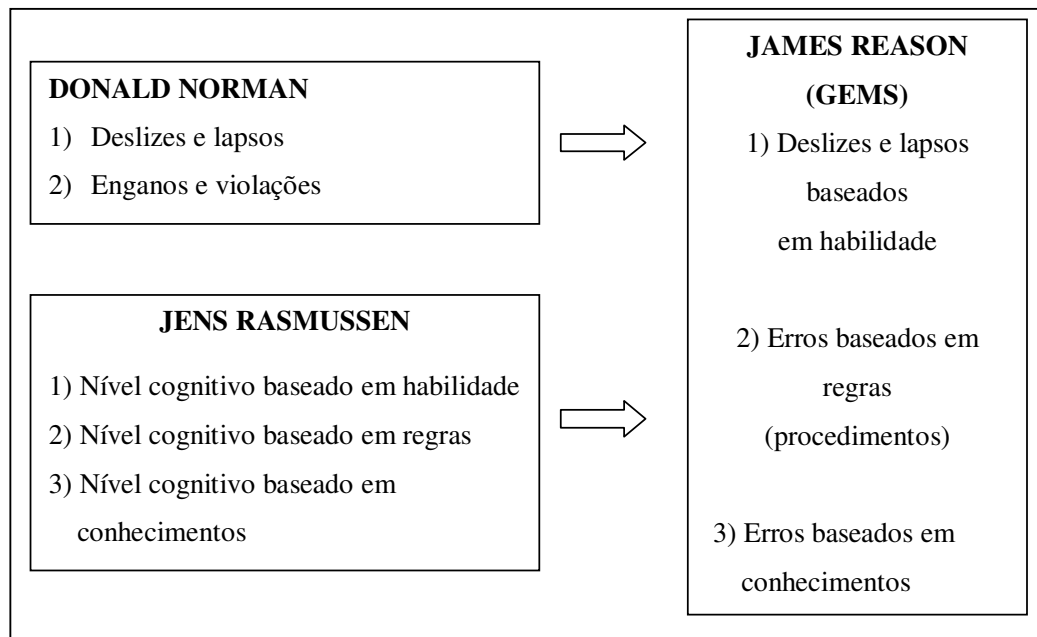 DONALD NORMAN
1) Deslizes e lapsos
2) Enganos e violações
JENS RASMUSSEN
1) Nível cognitivo baseado em habilidade
2) Nível cognitivo baseado em regras
3) Nível cognitivo baseado em
conhecimentos
JAMES REASON
(GEMS)
1) Deslizes e lapsos
baseados
em habilidade
2) Erros baseados em
regras
(procedimentos)
3) Erros baseados em
conhecimentos